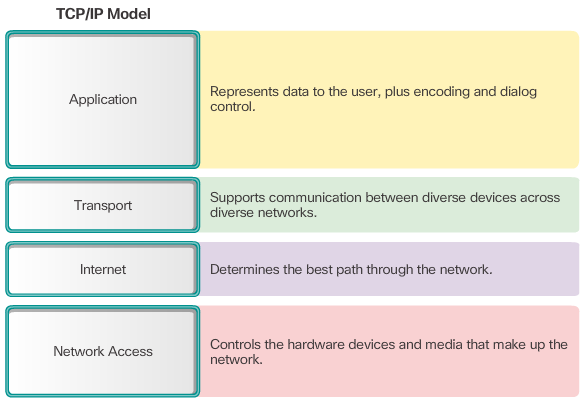 TCP/IP Model
Application
Represents data to the user, plus encoding and dialog
control.
Transport
Supports communication between diverse devices across
diverse networks.
Internet
Determines the best path through the network.
Network Access
Controls the hardware devices and media that make up the
network.